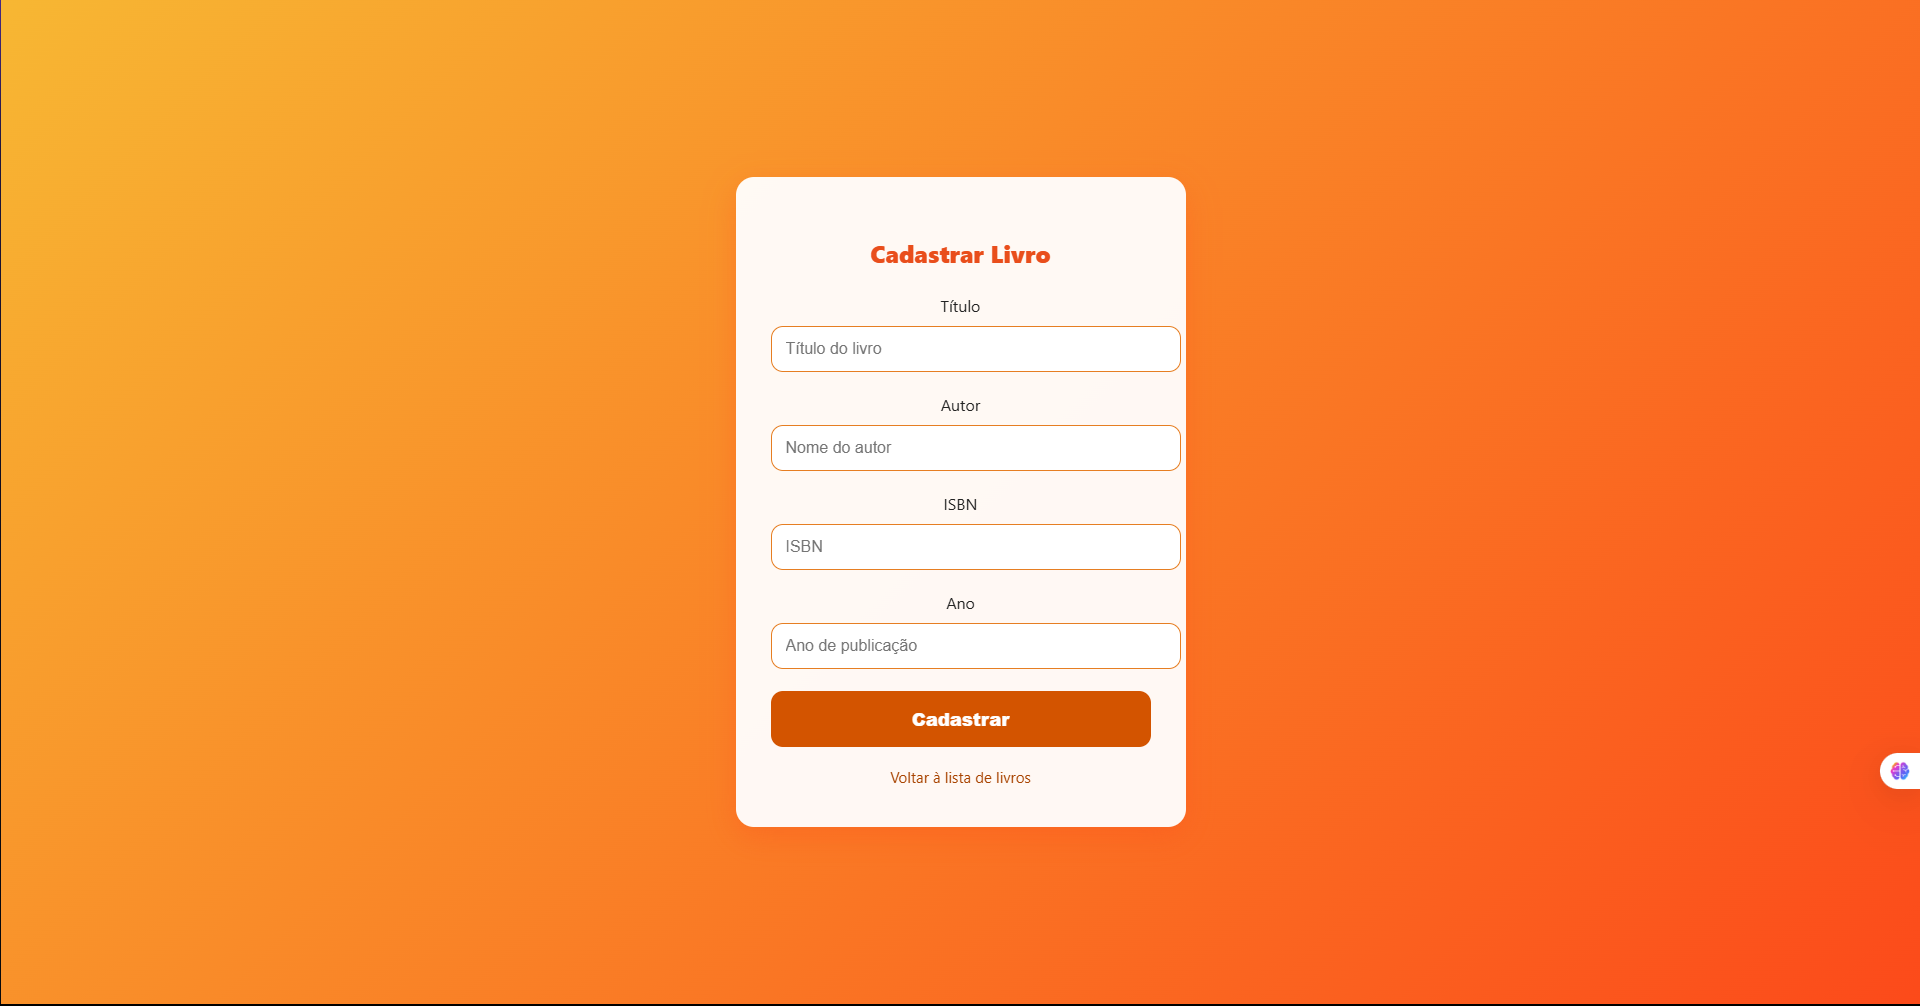 Cadastrar Livro
Título
Título do livro
Autor
Nome do autor
ISBN
ISBN
Ano
Ano de publicação
Cadastrar
Voltar à lista de livros